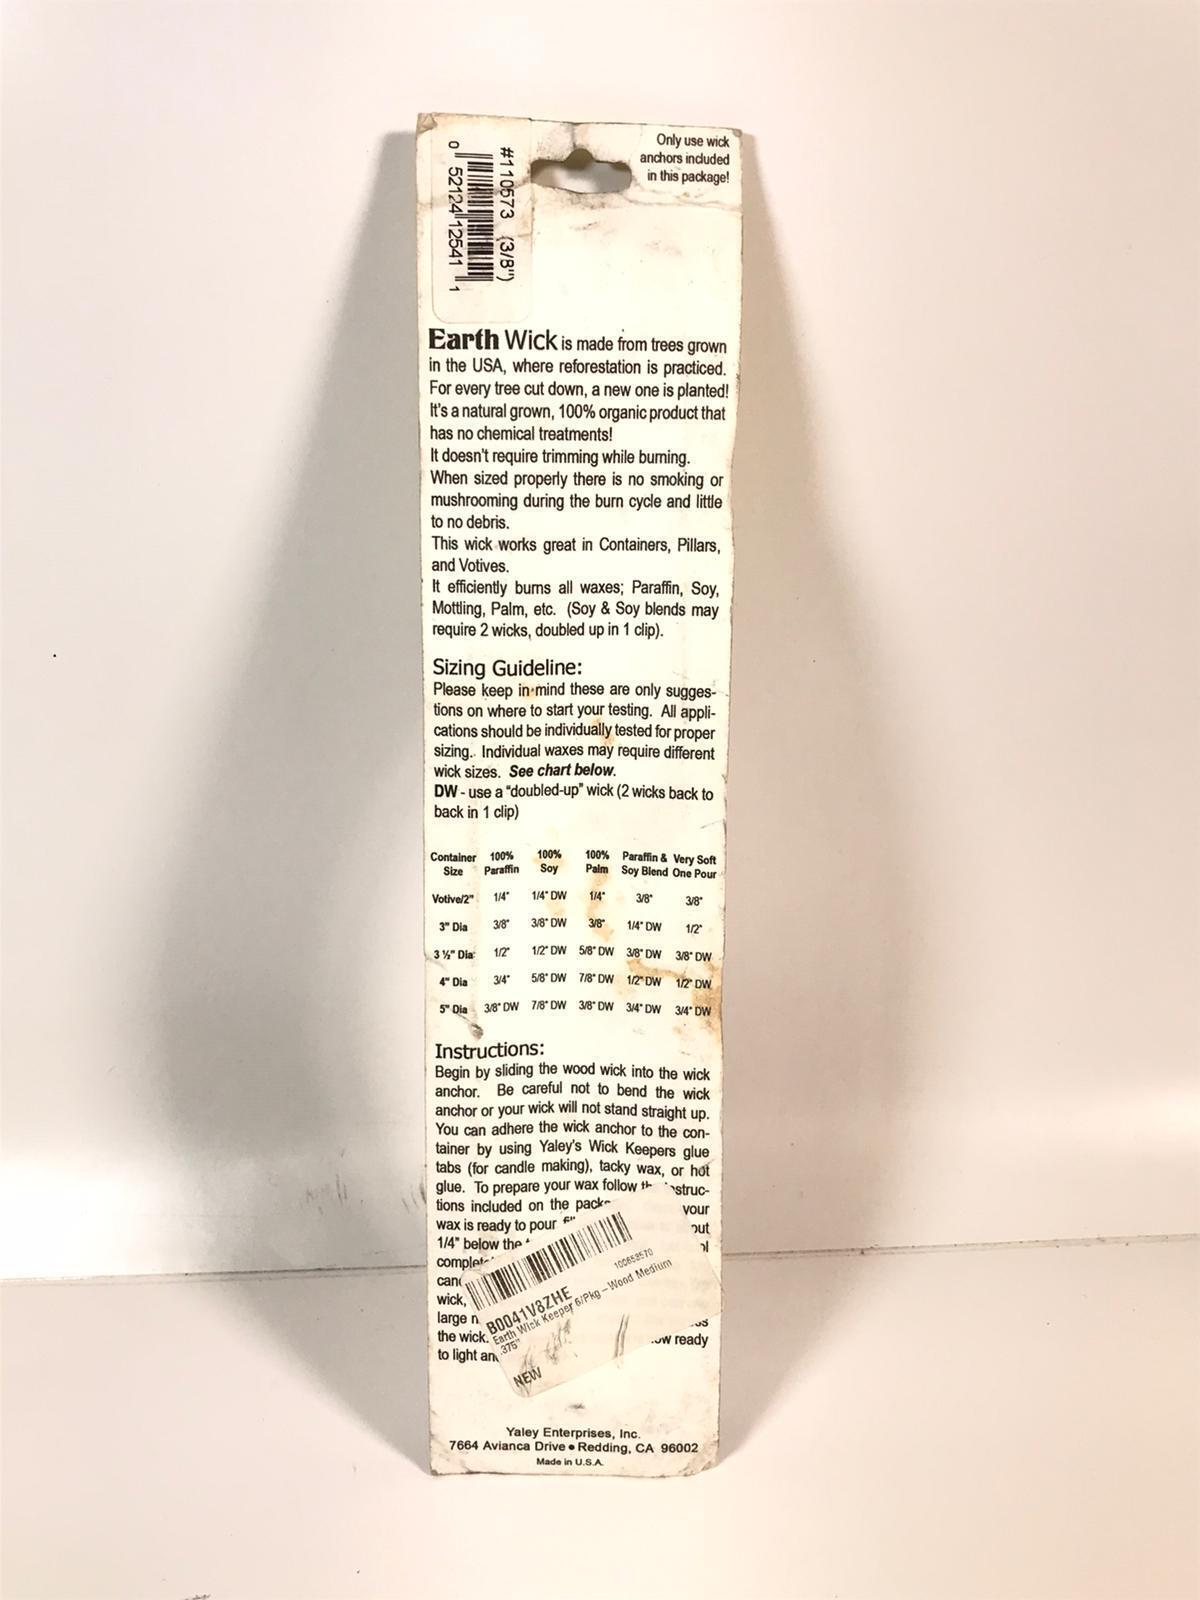 Only use wick
anchors included
in this package!
#110573 (3/8")
0 52124 12541 1
Earth Wick is made from trees grown
in the USA, where reforestation is practiced.
For every tree cut down, a new one is planted!
It's a natural grown, 100% organic product that
has no chemical treatments!
It doesn't require trimming while burning.
When sized properly there is no smoking or
mushrooming during the burn cycle and little
to no debris.
This wick works great in Containers, Pillars,
and Votives.
It efficiently burns all waxes; Paraffin, Soy,
Mottling, Palm, etc. (Soy & Soy blends may
require 2 wicks, doubled up in 1 clip).
Sizing Guideline:
Please keep in mind these are only sugges-
tions on where to start your testing. All appli-
cations should be individually tested for proper
sizing. Individual waxes may require different
wick sizes. See chart below.
DW - use a "doubled-up" wick (2 wicks back to
back in 1 clip)
Container 100% 100% 100% Paraffin & Very Soft
Size Paraffin Soy Palm Soy Blend One Pour
Votive/2" 1/4" 1/4" DW 1/4" 3/8" 3/8"
3" Dia 3/8" 3/8" DW 3/8" 1/4" DW 1/2"
3 ½" Dia 1/2" 1/2" DW 5/8" DW 3/8" DW 3/8" DW
4" Dia 3/4" 5/8" DW 7/8" DW 1/2" DW 1/2" DW
5" Dia 3/8" DW 7/8" DW 3/8" DW 3/4" DW 3/4" DW
Instructions:
Begin by sliding the wood wick into the wick
anchor. Be careful not to bend the wick
anchor or your wick will not stand straight up.
You can adhere the wick anchor to the con-
tainer by using Yaley's Wick Keepers glue
tabs (for candle making), tacky wax, or hot
glue. To prepare your wax follow struc-
tions included on the your
wax is ready to pour
1/4" below the
wick,
large
the wick. ready
to light
100653570
B0041V8ZHE
Earth Wick Keeper 6/Pkg-Wood Medium
.375"
NEW
Yaley Enterprises, Inc.
7664 Avianca Drive • Redding, CA 96002
Made in U.S.A.